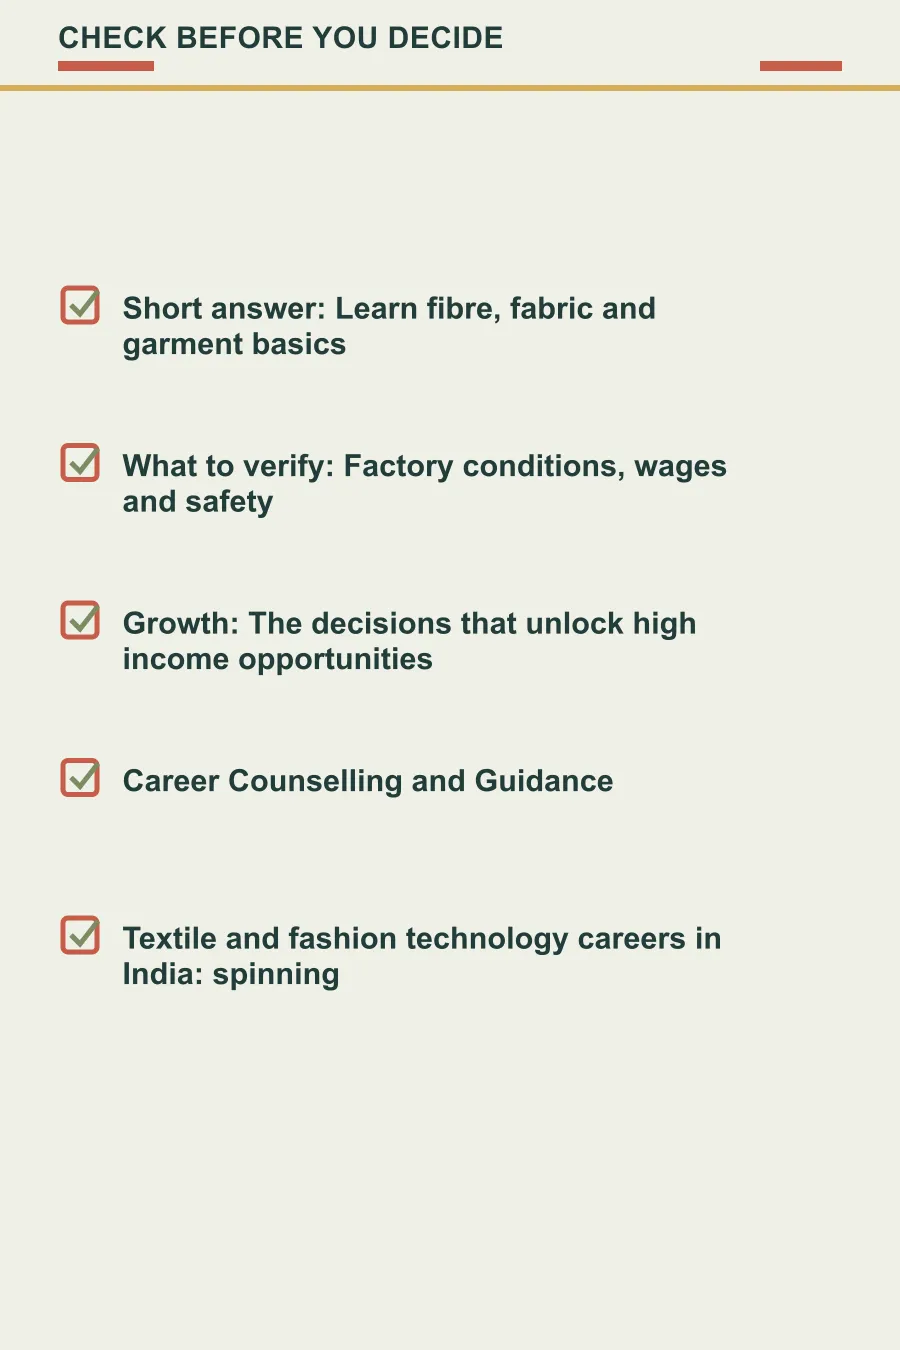 CHECK BEFORE YOU DECIDE
Short answer: Learn fibre, fabric and
garment basics
What to verify: Factory conditions, wages
and safety
Growth: The decisions that unlock high
income opportunities
Career Counselling and Guidance
Textile and fashion technology careers in
India: spinning